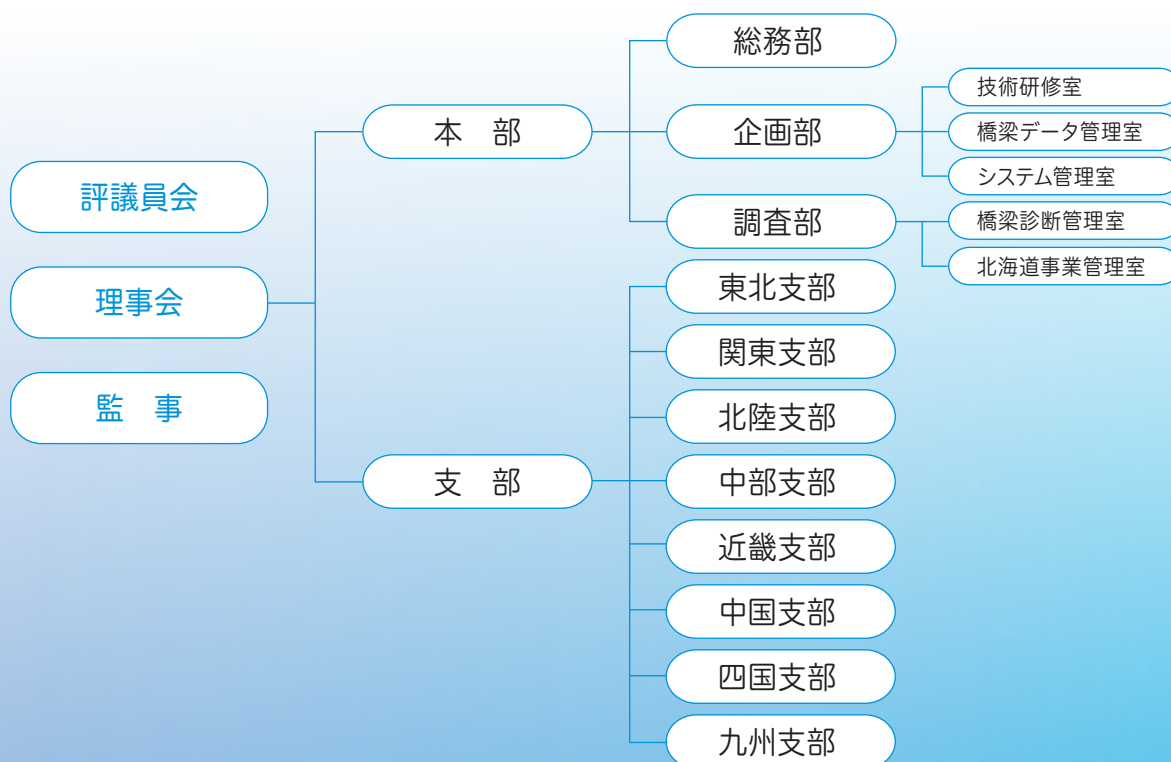 評議員会
理事会
監　事
本　部
総務部
企画部
技術研修室
橋梁データ管理室
システム管理室
調査部
橋梁診断管理室
北海道事業管理室
支　部
東北支部
関東支部
北陸支部
中部支部
近畿支部
中国支部
四国支部
九州支部